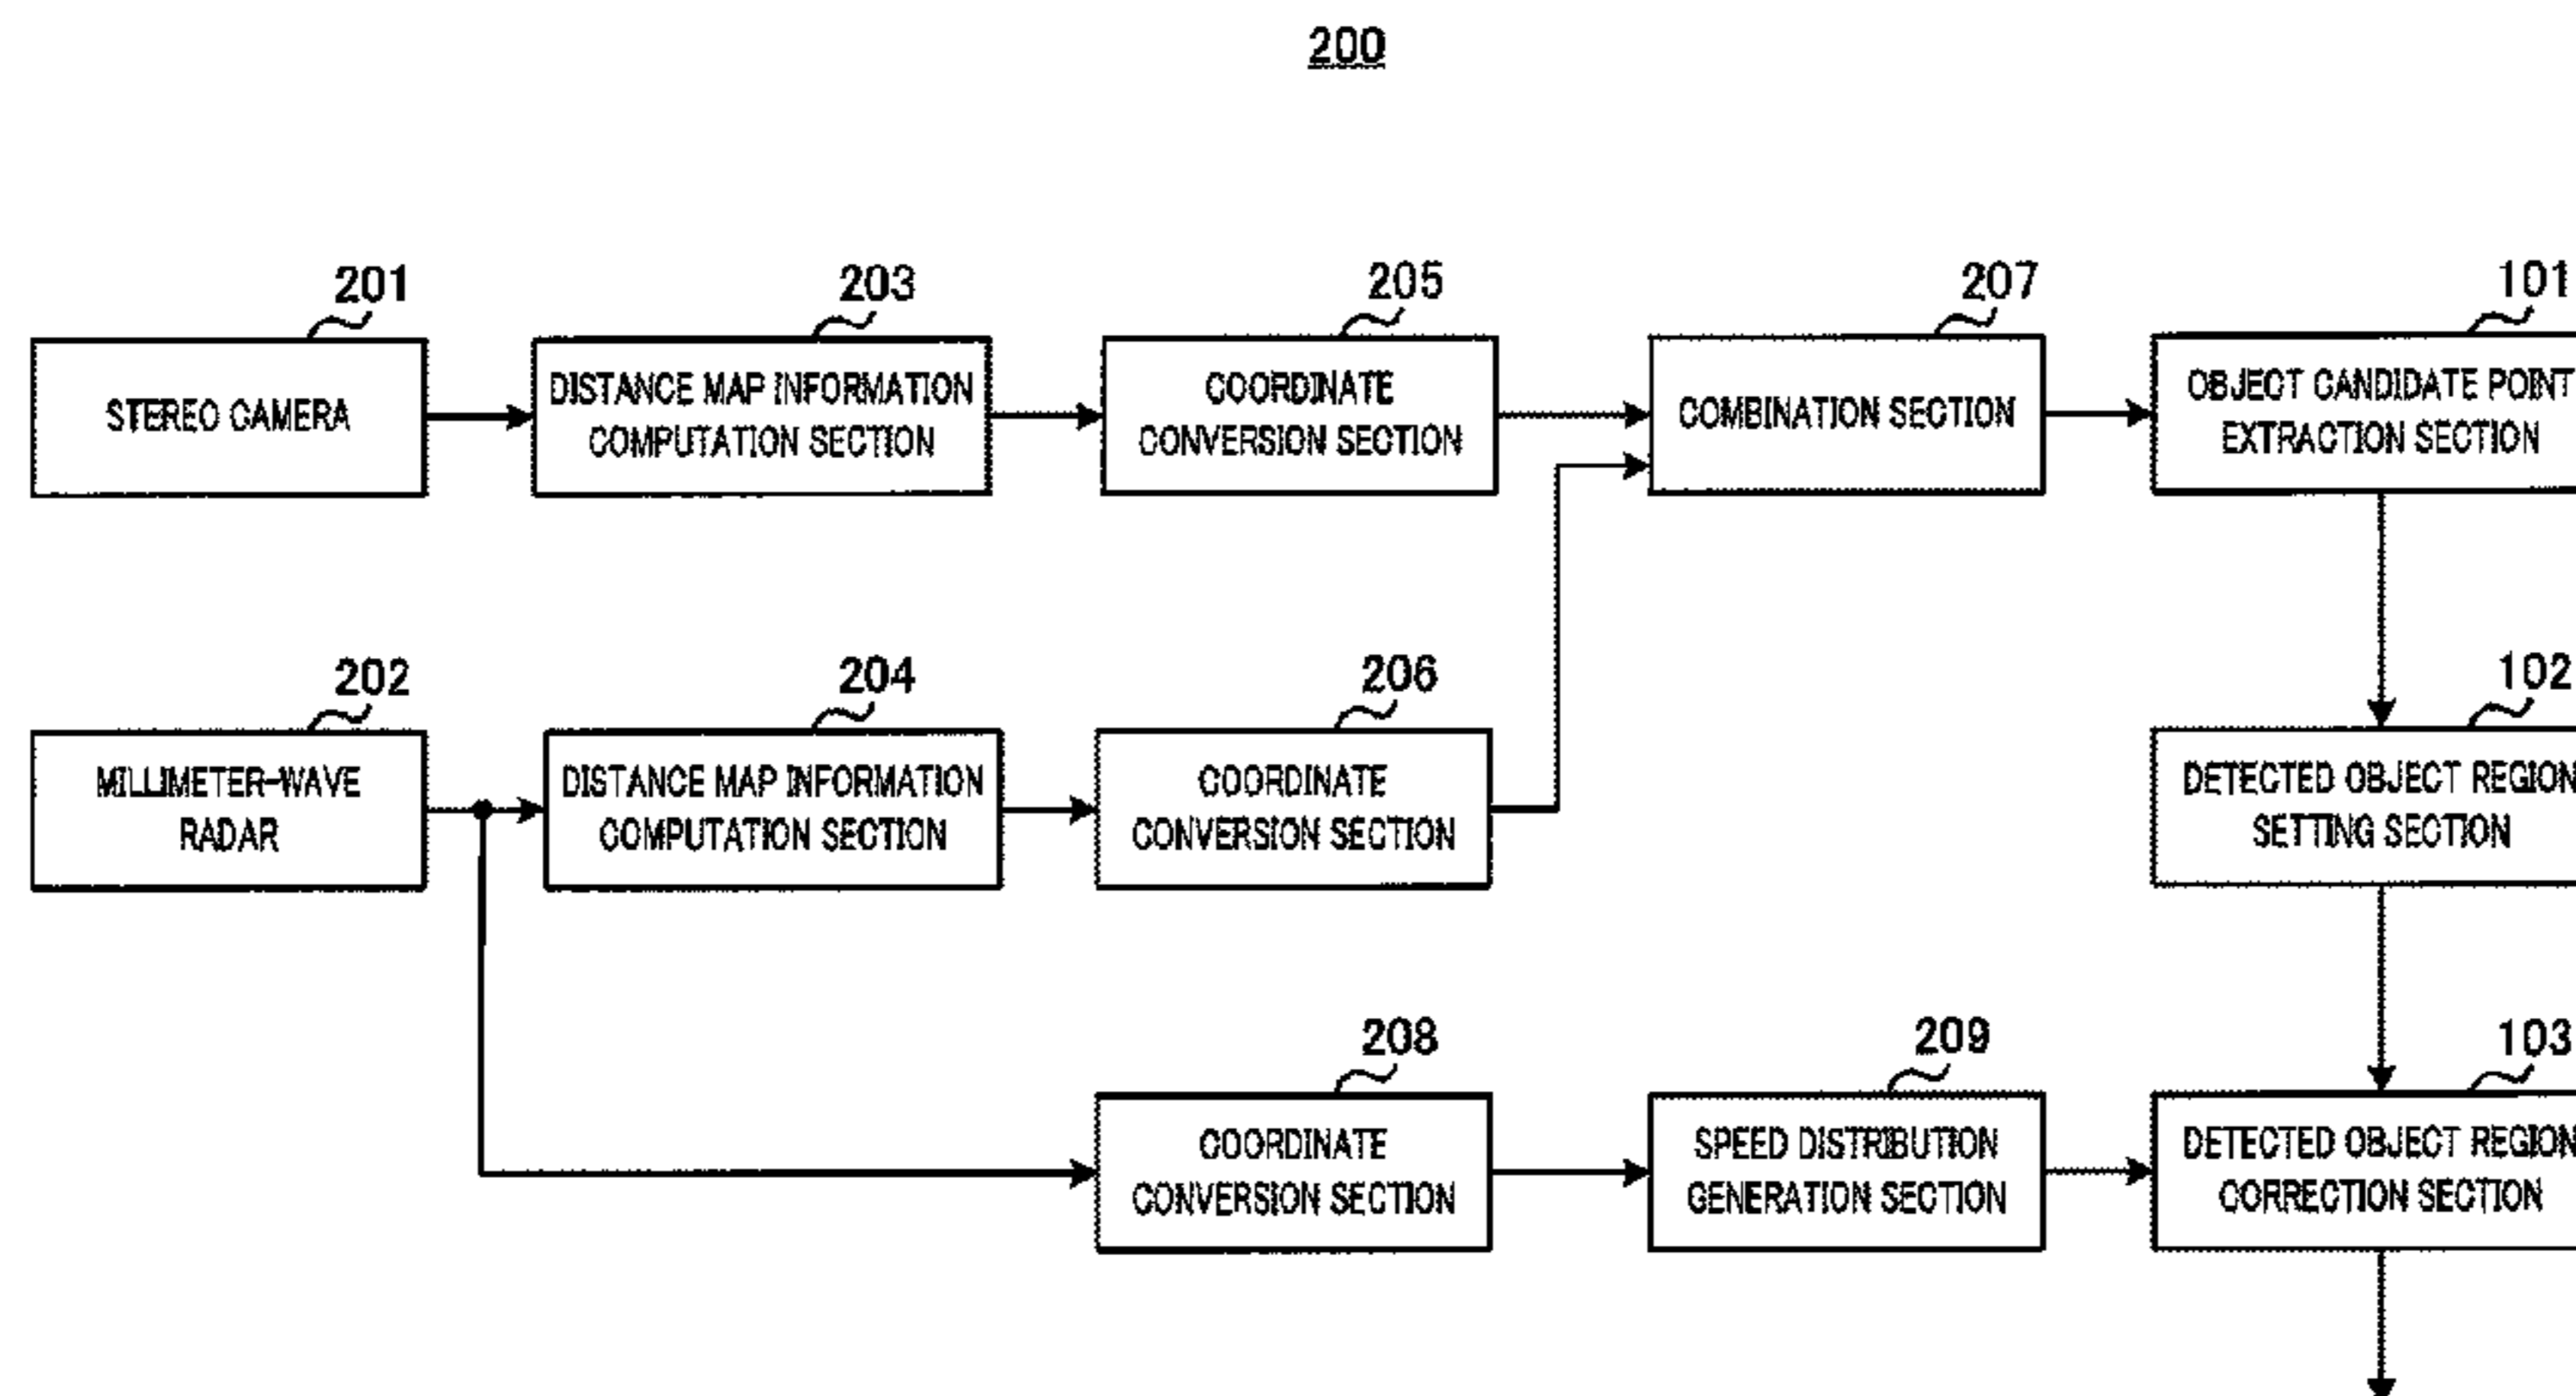 200
201
203
205
207
101
STEREO CAMERA
DISTANCE MAP INFORMATION
COMPUTATION SECTION
COORDINATE
CONVERSION SECTION
COMBINATION SECTION
OBJECT CANDIDATE POINT
EXTRACTION SECTION
202
204
206
102
MILLIMETER-WAVE
RADAR
DISTANCE MAP INFORMATION
COMPUTATION SECTION
COORDINATE
CONVERSION SECTION
DETECTED OBJECT REGION
SETTING SECTION
208
209
103
COORDINATE
CONVERSION SECTION
SPEED DISTRIBUTION
GENERATION SECTION
DETECTED OBJECT REGION
CORRECTION SECTION